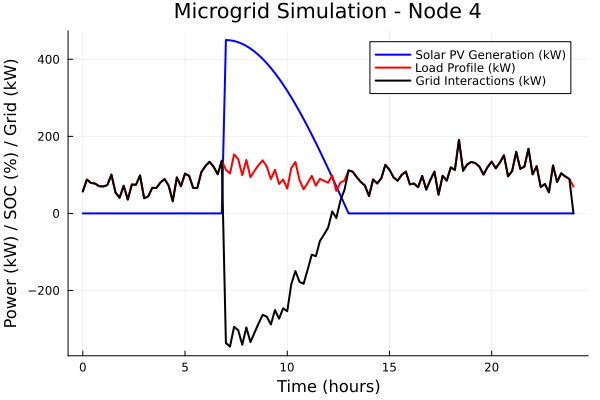 Microgrid Simulation - Node 4
Power (kW) / SOC (%) / Grid (kW)
400
200
0
−200
Solar PV Generation (kW)
Load Profile (kW)
Grid Interactions (kW)
0 5 10 15 20
Time (hours)